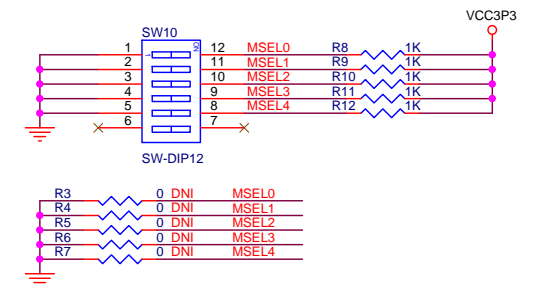 VCC3P3
SW10
ON
1 12 MSEL0 R8 1K
2 11 MSEL1 R9 1K
3 10 MSEL2 R10 1K
4 9 MSEL3 R11 1K
5 8 MSEL4 R12 1K
6 7
SW-DIP12
R3 0 DNI MSEL0
R4 0 DNI MSEL1
R5 0 DNI MSEL2
R6 0 DNI MSEL3
R7 0 DNI MSEL4